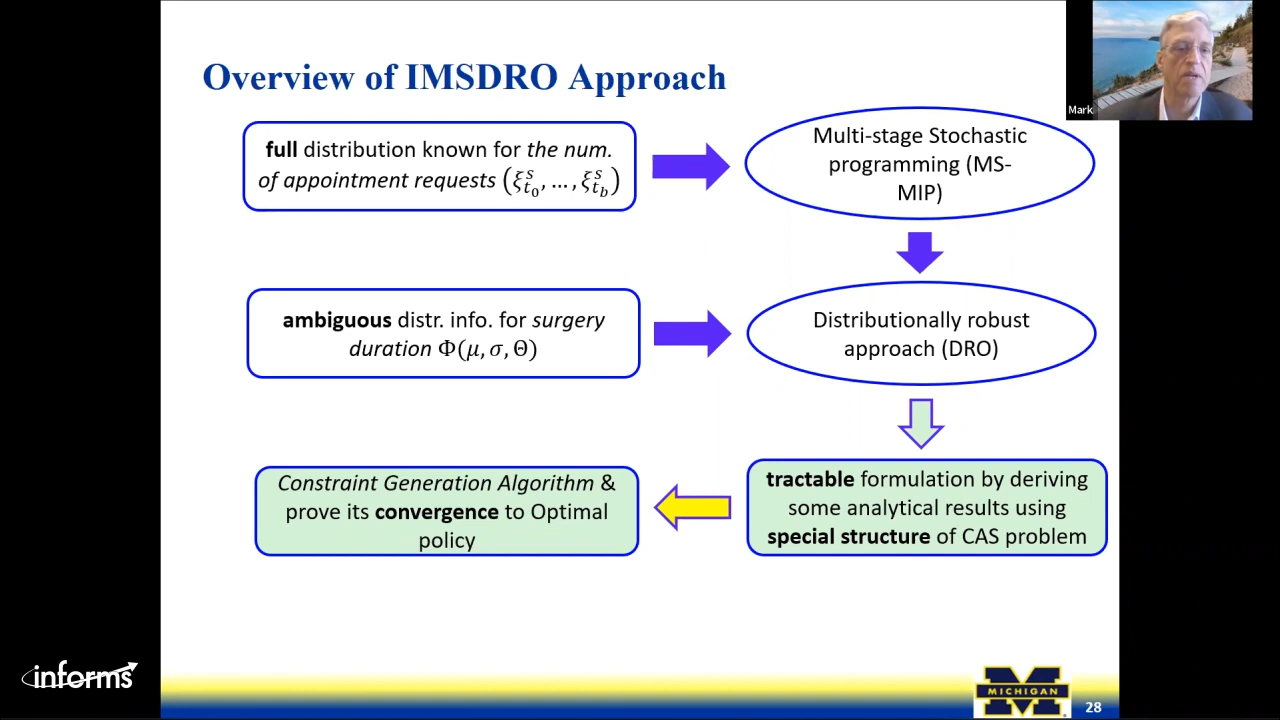 Overview of IMSDRO Approach
Mark
full distribution known for the num.
of appointment requests (ξ^s_{t_0}, … , ξ^s_{t_b})
Multi-stage Stochastic
programming (MS-
MIP)
ambiguous distr. info. for surgery
duration Φ(μ, σ, Θ)
Distributionally robust
approach (DRO)
Constraint Generation Algorithm &
prove its convergence to Optimal
policy
tractable formulation by deriving
some analytical results using
special structure of CAS problem
informs
MICHIGAN
28